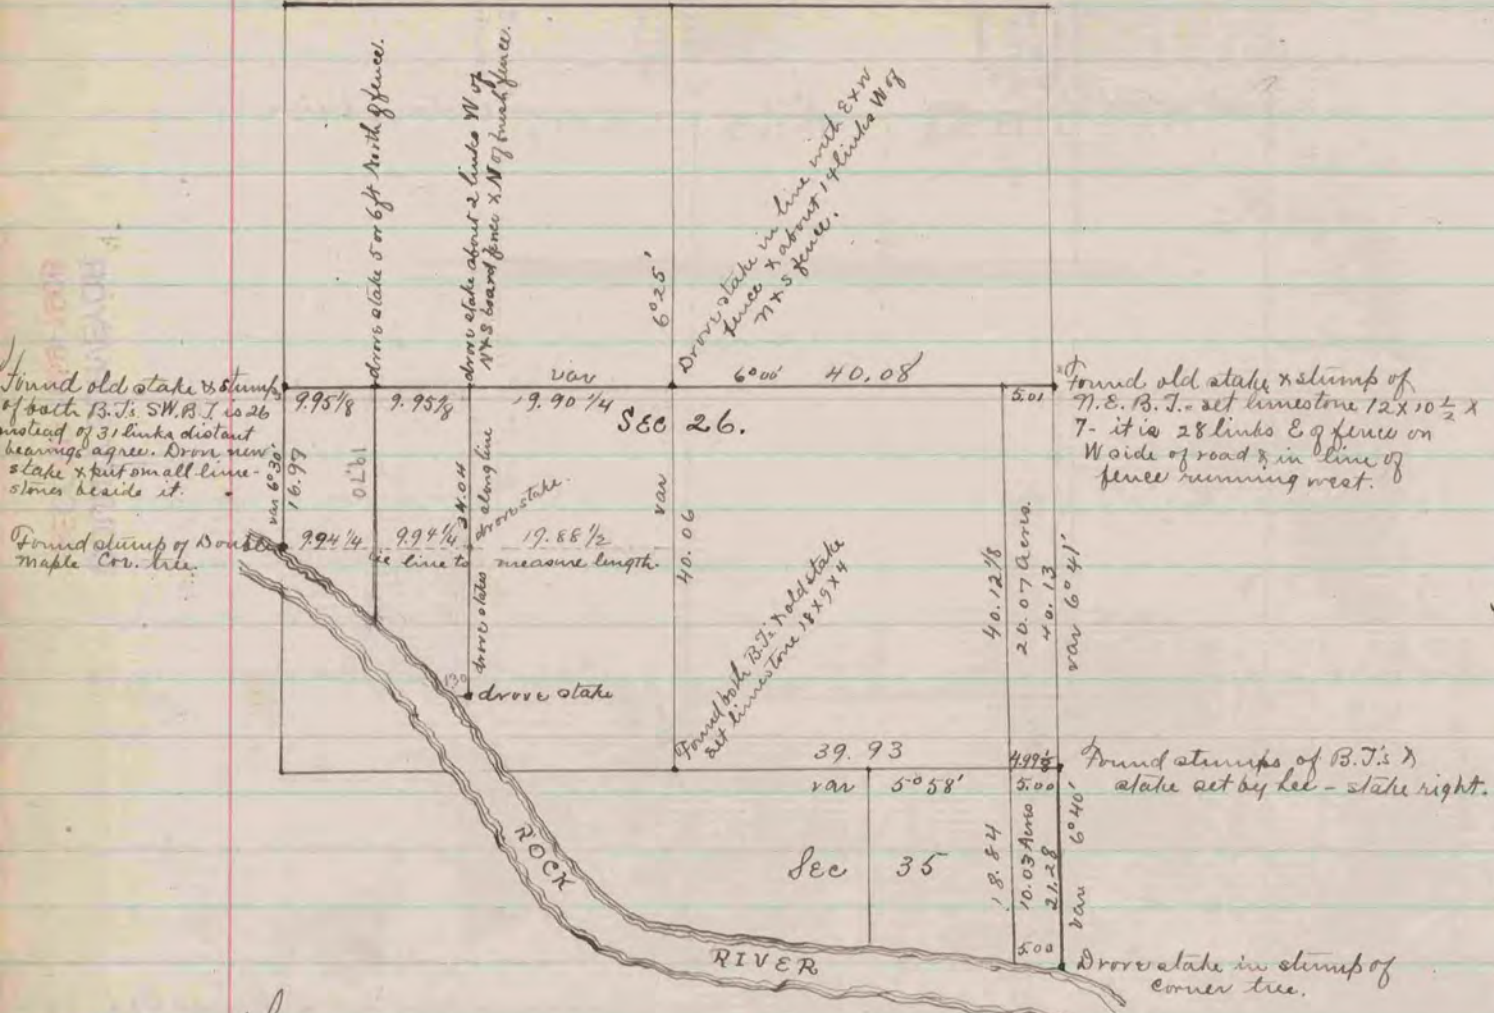 drove stake 5 or 6 ft North of fence.
drove stake about 2 links W of
N & S board fence & N of brush fence.
6° 25'
Drove stake in line with E & W
fence & about 14 links W of
N & S fence.
Found old stake & stumps
of both B.T's. SW. B.T. is 26
instead of 31 links distant
bearings agree. Drove new
stake & put small lime-
stones beside it.
9.95 1/8
9.95 1/8
19.90 1/4
var
6° 00'
40.08
5.01
Found old stake & stump of
N. E. B. T. - set limestone 12 x 10 1/2 x
7 - it is 28 links E of fence on
W side of road & in line of
fence running west.
SEC 26.
var 6° 30'
16.97
19.70
24.04
along line
drove stake.
var
40.06
Found stump of Double
Maple Cor. tree.
9.94 1/4
9.94 1/4
19.88 1/2
line to measure length.
drove stakes
130
drove stake
Found both B.T's & old stake
set limestone 18 x 9 x 4
40.12 1/8
20.07 Acres.
40.13
var 6° 41'
39.93
4.99 1/8
Found stumps of B.T.'s &
stake set by Lee - stake right.
var 5° 58'
5.00
Sec 35
18.84
10.03 Acres
21.28
var 6° 40'
5.00
ROCK
RIVER
Drove stake in stump of
corner tree.